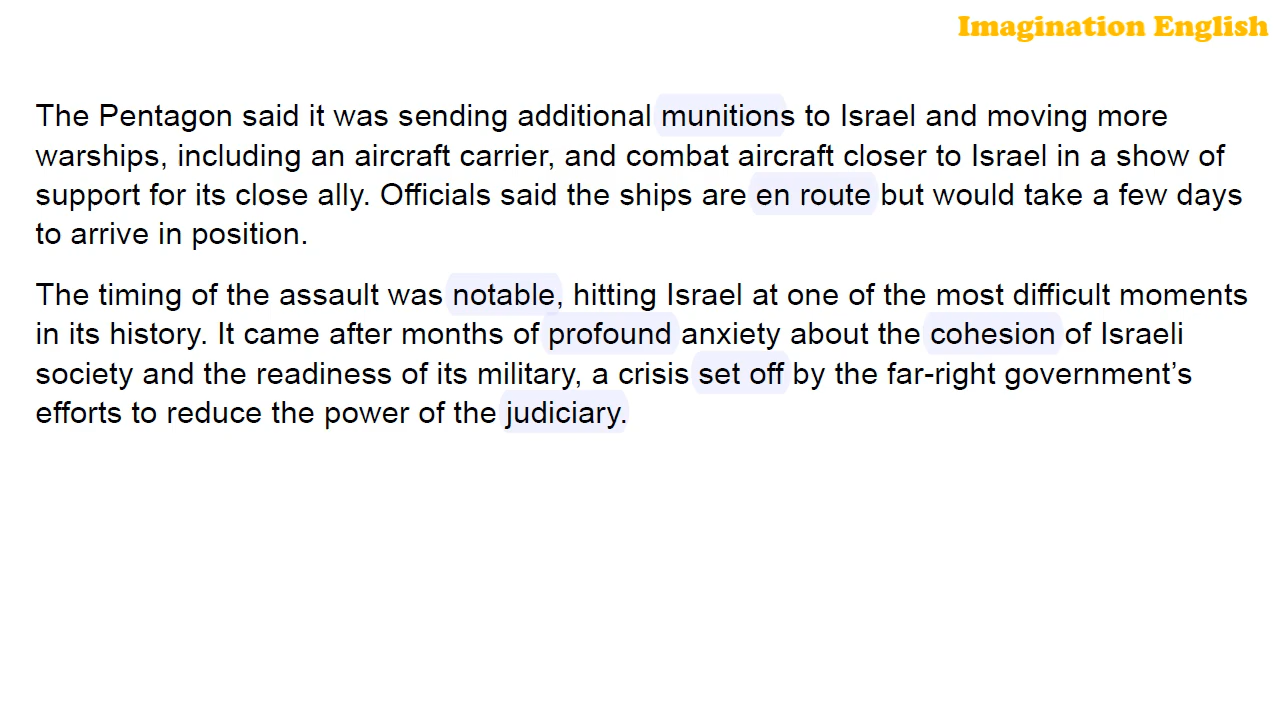 Imagination English
The Pentagon said it was sending additional munitions to Israel and moving more
warships, including an aircraft carrier, and combat aircraft closer to Israel in a show of
support for its close ally. Officials said the ships are en route but would take a few days
to arrive in position.
The timing of the assault was notable, hitting Israel at one of the most difficult moments
in its history. It came after months of profound anxiety about the cohesion of Israeli
society and the readiness of its military, a crisis set off by the far-right government’s
efforts to reduce the power of the judiciary.